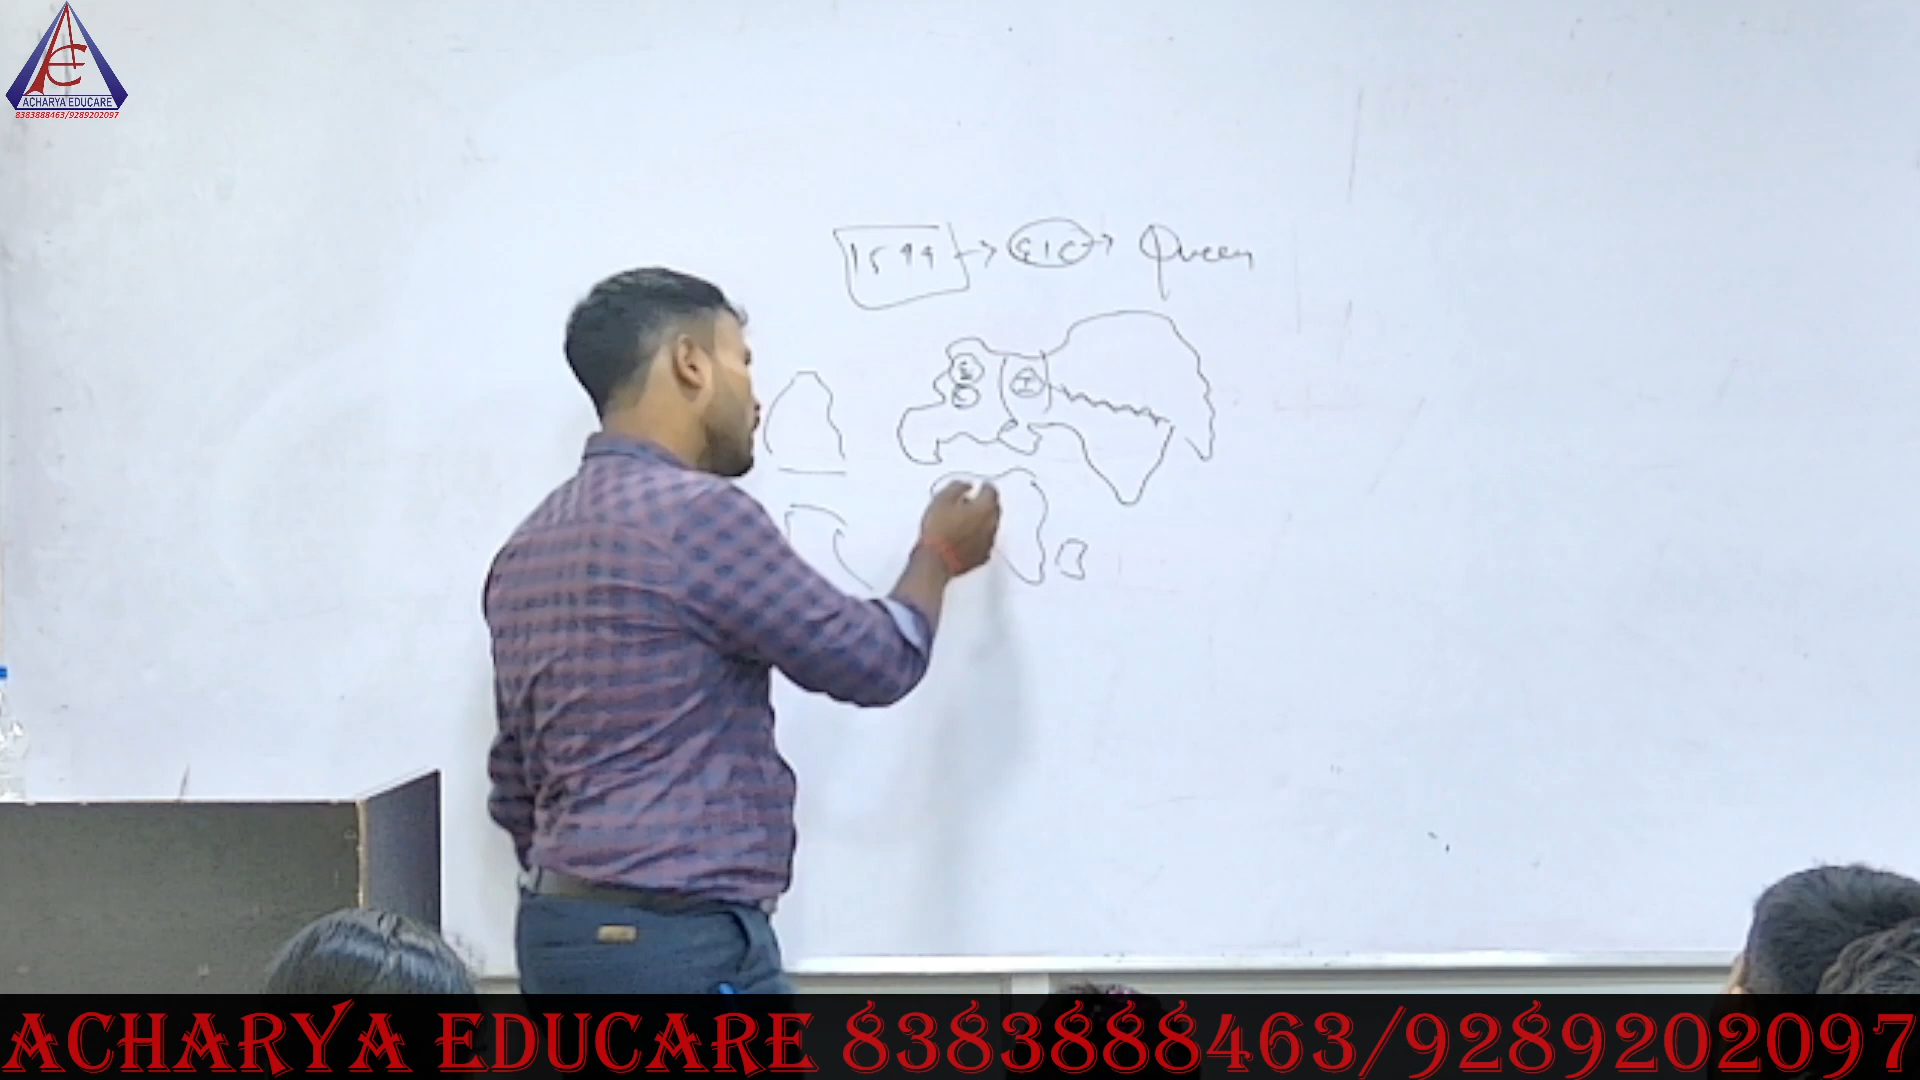 ACHARYA EDUCARE
8383888463/9289202097
1599 → EIC → Queen
I
ACHARYA EDUCARE 8383888463/9289202097